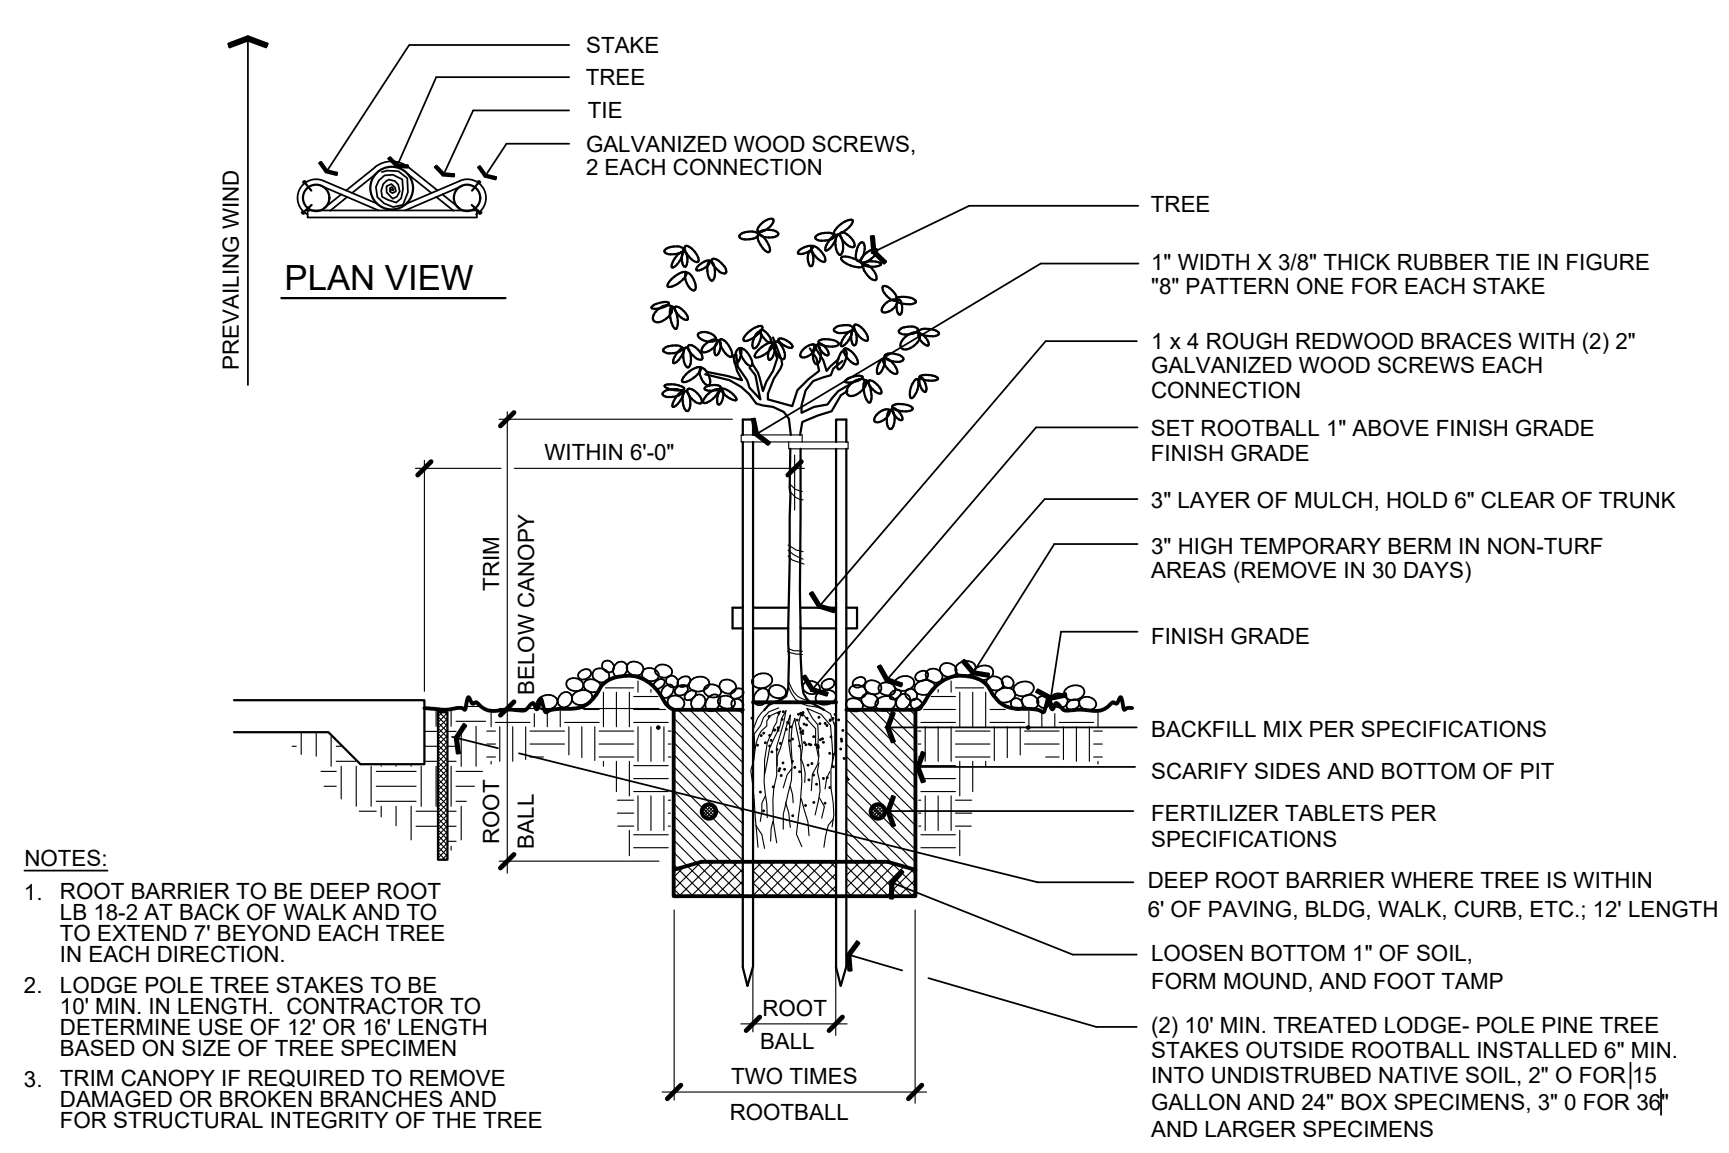 STAKE
TREE
TIE
GALVANIZED WOOD SCREWS,
2 EACH CONNECTION
PREVAILING WIND
PLAN VIEW
TREE
1" WIDTH X 3/8" THICK RUBBER TIE IN FIGURE
"8" PATTERN ONE FOR EACH STAKE
1 x 4 ROUGH REDWOOD BRACES WITH (2) 2"
GALVANIZED WOOD SCREWS EACH
CONNECTION
SET ROOTBALL 1" ABOVE FINISH GRADE
FINISH GRADE
3" LAYER OF MULCH, HOLD 6" CLEAR OF TRUNK
3" HIGH TEMPORARY BERM IN NON-TURF
AREAS (REMOVE IN 30 DAYS)
FINISH GRADE
BACKFILL MIX PER SPECIFICATIONS
SCARIFY SIDES AND BOTTOM OF PIT
FERTILIZER TABLETS PER
SPECIFICATIONS
DEEP ROOT BARRIER WHERE TREE IS WITHIN
6' OF PAVING, BLDG, WALK, CURB, ETC.; 12' LENGTH
LOOSEN BOTTOM 1" OF SOIL,
FORM MOUND, AND FOOT TAMP
(2) 10' MIN. TREATED LODGE- POLE PINE TREE
STAKES OUTSIDE ROOTBALL INSTALLED 6" MIN.
INTO UNDISTRUBED NATIVE SOIL, 2" O FOR 15
GALLON AND 24" BOX SPECIMENS, 3" 0 FOR 36"
AND LARGER SPECIMENS
WITHIN 6'-0"
TRIM
BELOW CANOPY
ROOT
BALL
ROOT
BALL
TWO TIMES
ROOTBALL
NOTES:
1. ROOT BARRIER TO BE DEEP ROOT
LB 18-2 AT BACK OF WALK AND TO
TO EXTEND 7' BEYOND EACH TREE
IN EACH DIRECTION.
2. LODGE POLE TREE STAKES TO BE
10' MIN. IN LENGTH. CONTRACTOR TO
DETERMINE USE OF 12' OR 16' LENGTH
BASED ON SIZE OF TREE SPECIMEN
3. TRIM CANOPY IF REQUIRED TO REMOVE
DAMAGED OR BROKEN BRANCHES AND
FOR STRUCTURAL INTEGRITY OF THE TREE